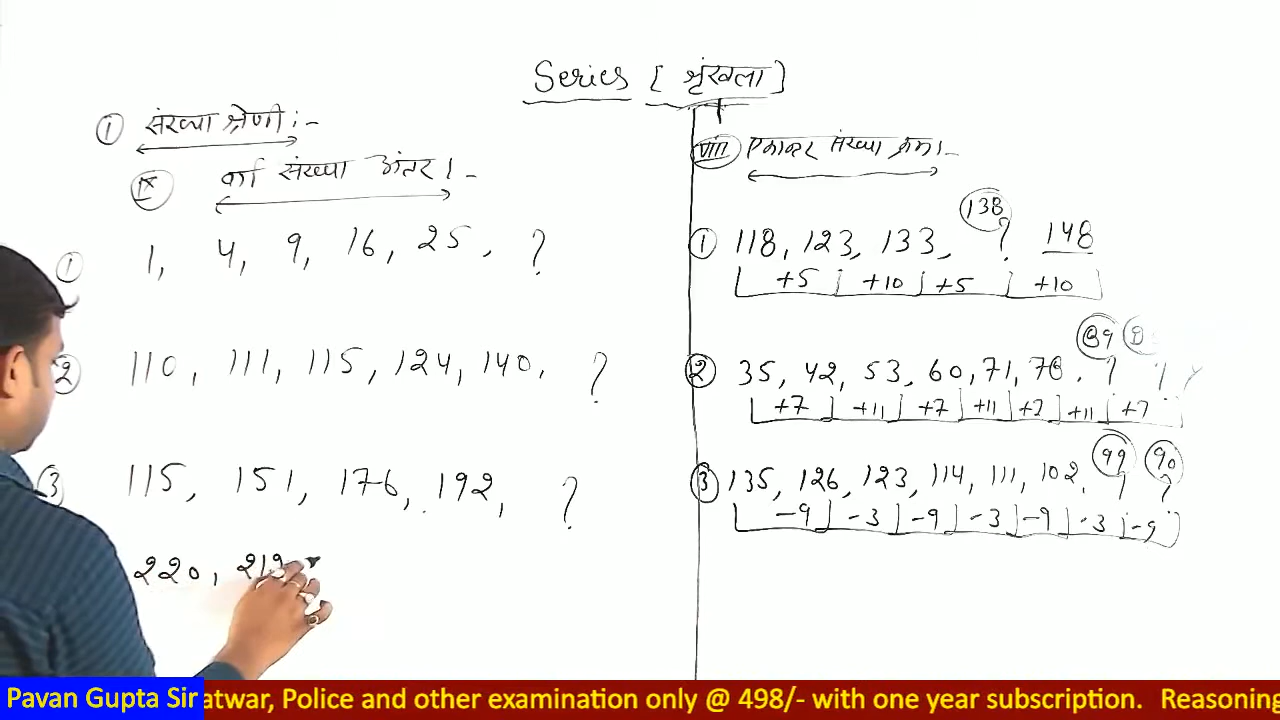 Series [ श्रृंखला ]
① संख्या श्रेणी :-
Ⅸ वर्ग संख्या अंतर :-
① 1, 4, 9, 16, 25, ?
2 110, 111, 115, 124, 140, ?
3 115, 151, 176, 192, ?
220, 212
VIII एकांतर संख्या क्रम :-
138
① 118, 123, 133, ? 148
+5 +10 +5 +10
89
② 35, 42, 53, 60, 71, 78, ? ?
+7 +11 +7 +11 +7 +11 +7
99 90
③ 135, 126, 123, 114, 111, 102, ? ?
-9 -3 -9 -3 -9 -3 -9
Pavan Gupta Sir atwar, Police and other examination only @ 498/- with one year subscription. Reasoning